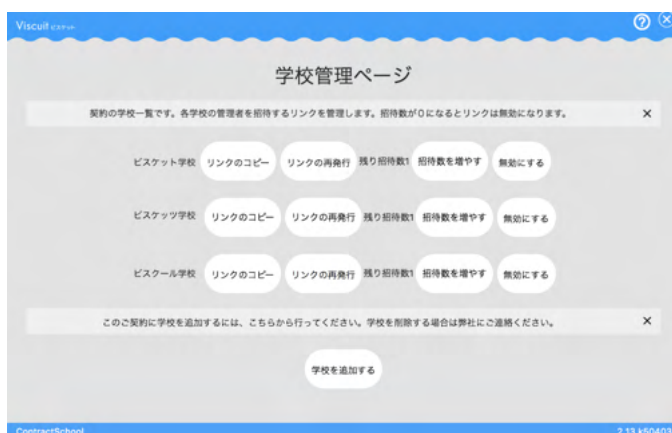 Viscuit ビスケット
学校管理ページ
契約の学校一覧です。各学校の管理者を招待するリンクを管理します。招待数が0になるとリンクは無効になります。 ×
ビスケット学校 リンクのコピー リンクの再発行 残り招待数1 招待数を増やす 無効にする
ビスケッツ学校 リンクのコピー リンクの再発行 残り招待数1 招待数を増やす 無効にする
ビスクール学校 リンクのコピー リンクの再発行 残り招待数1 招待数を増やす 無効にする
このご契約に学校を追加するには、こちらから行ってください。学校を削除する場合は弊社にご連絡ください。 ×
学校を追加する
ContractSchool